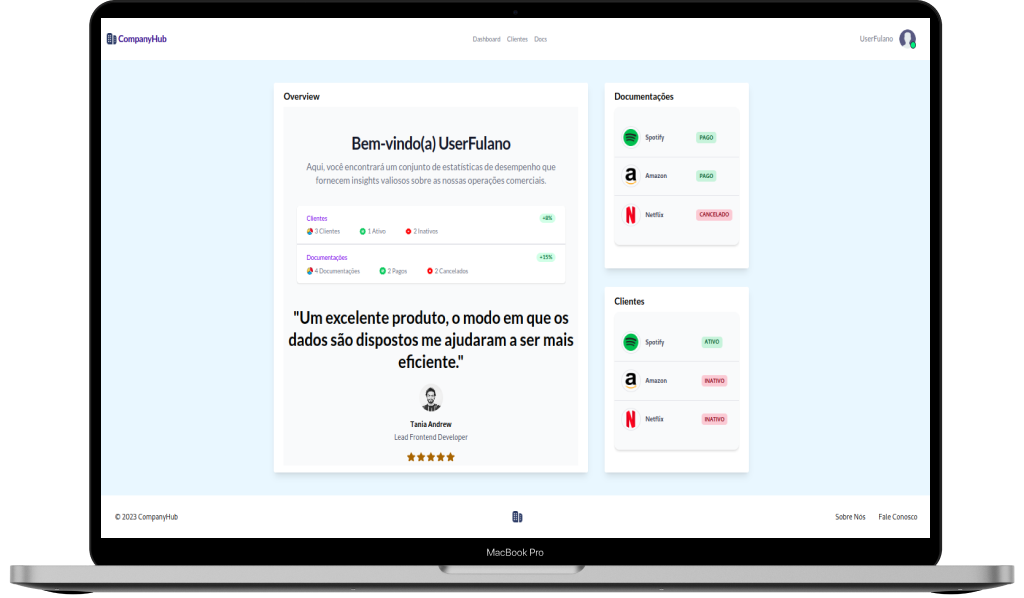 CompanyHub
Dashboard Clientes Docs
UserFulano
Overview
Bem-vindo(a) UserFulano
Aqui, você encontrará um conjunto de estatísticas de desempenho que
fornecem insights valiosos sobre as nossas operações comerciais.
Clientes +8%
3 Clientes 1 Ativo 2 Inativos
Documentações +15%
4 Documentações 2 Pagos 2 Cancelados
"Um excelente produto, o modo em que os
dados são dispostos me ajudaram a ser mais
eficiente."
Tania Andrew
Lead Frontend Developer
Documentações
Spotify PAGO
Amazon PAGO
Netflix CANCELADO
Clientes
Spotify ATIVO
Amazon INATIVO
Netflix INATIVO
© 2023 CompanyHub
Sobre Nós Fale Conosco
MacBook Pro